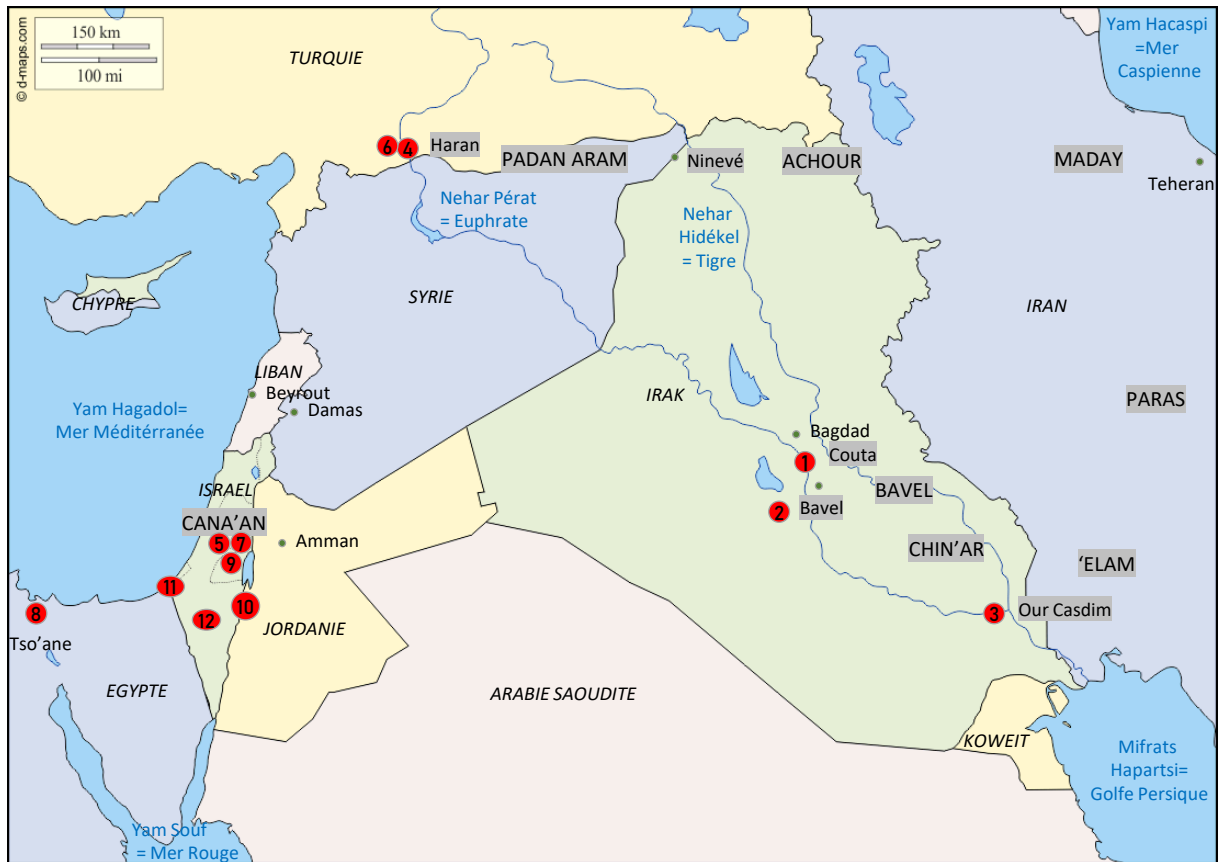 150 km
100 mi
© d-maps.com
TURQUIE
Yam Hacaspi
=Mer
Caspienne
6
4
Haran
PADAN ARAM
Ninevé
ACHOUR
MADAY
Teheran
Nehar Pérat
= Euphrate
Nehar
Hidékel
= Tigre
CHYPRE
SYRIE
IRAN
LIBAN
Beyrout
Damas
IRAK
PARAS
Yam Hagadol=
Mer Méditérranée
Bagdad
Couta
1
ISRAEL
BAVEL
2
Bavel
CANA’AN
5
7
Amman
CHIN’AR
9
‘ELAM
11
8
10
3
Our Casdim
12
JORDANIE
Tso’ane
EGYPTE
ARABIE SAOUDITE
KOWEIT
Mifrats
Hapartsi=
Golfe Persique
Yam Souf
= Mer Rouge